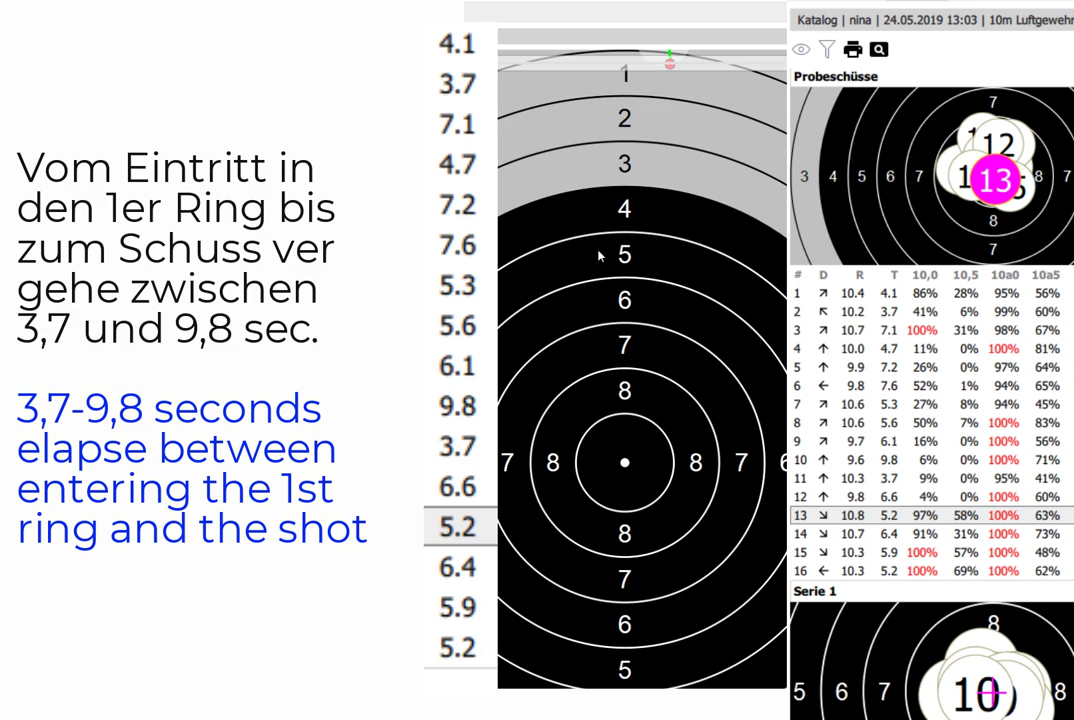 Vom Eintritt in
den 1er Ring bis
zum Schuss ver
gehe zwischen
3,7 und 9,8 sec.
3,7-9,8 seconds
elapse between
entering the 1st
ring and the shot
4.1
3.7
7.1
4.7
7.2
7.6
5.3
5.6
6.1
9.8
3.7
6.6
5.2
6.4
5.9
5.2
1
2
3
4
5
6
7
8
7 8 8 7
8
7
6
5
Katalog | nina | 24.05.2019 13:03 | 10m Luftgewehr
Probeschüsse
7
12
3 4 5 6 7 13 8 7
8
7
# D R T 10,0 10,5 10a0 10a5
1 ↗ 10.4 4.1 86% 28% 95% 56%
2 ↖ 10.2 3.7 41% 6% 99% 60%
3 ↗ 10.7 7.1 100% 31% 98% 67%
4 ↑ 10.0 4.7 11% 0% 100% 81%
5 ↑ 9.9 7.2 26% 0% 97% 64%
6 ← 9.8 7.6 52% 1% 94% 65%
7 ↗ 10.6 5.3 27% 8% 94% 45%
8 ↗ 10.6 5.6 50% 7% 100% 83%
9 ↗ 9.7 6.1 16% 0% 100% 56%
10 ↑ 9.6 9.8 6% 0% 100% 71%
11 ↑ 10.3 3.7 9% 0% 95% 41%
12 ↑ 9.8 6.6 4% 0% 100% 60%
13 ↘ 10.8 5.2 97% 58% 100% 63%
14 ↘ 10.7 6.4 91% 31% 100% 73%
15 ↘ 10.3 5.9 100% 57% 100% 48%
16 ← 10.3 5.2 100% 69% 100% 62%
Serie 1
8
5 6 7 10 8